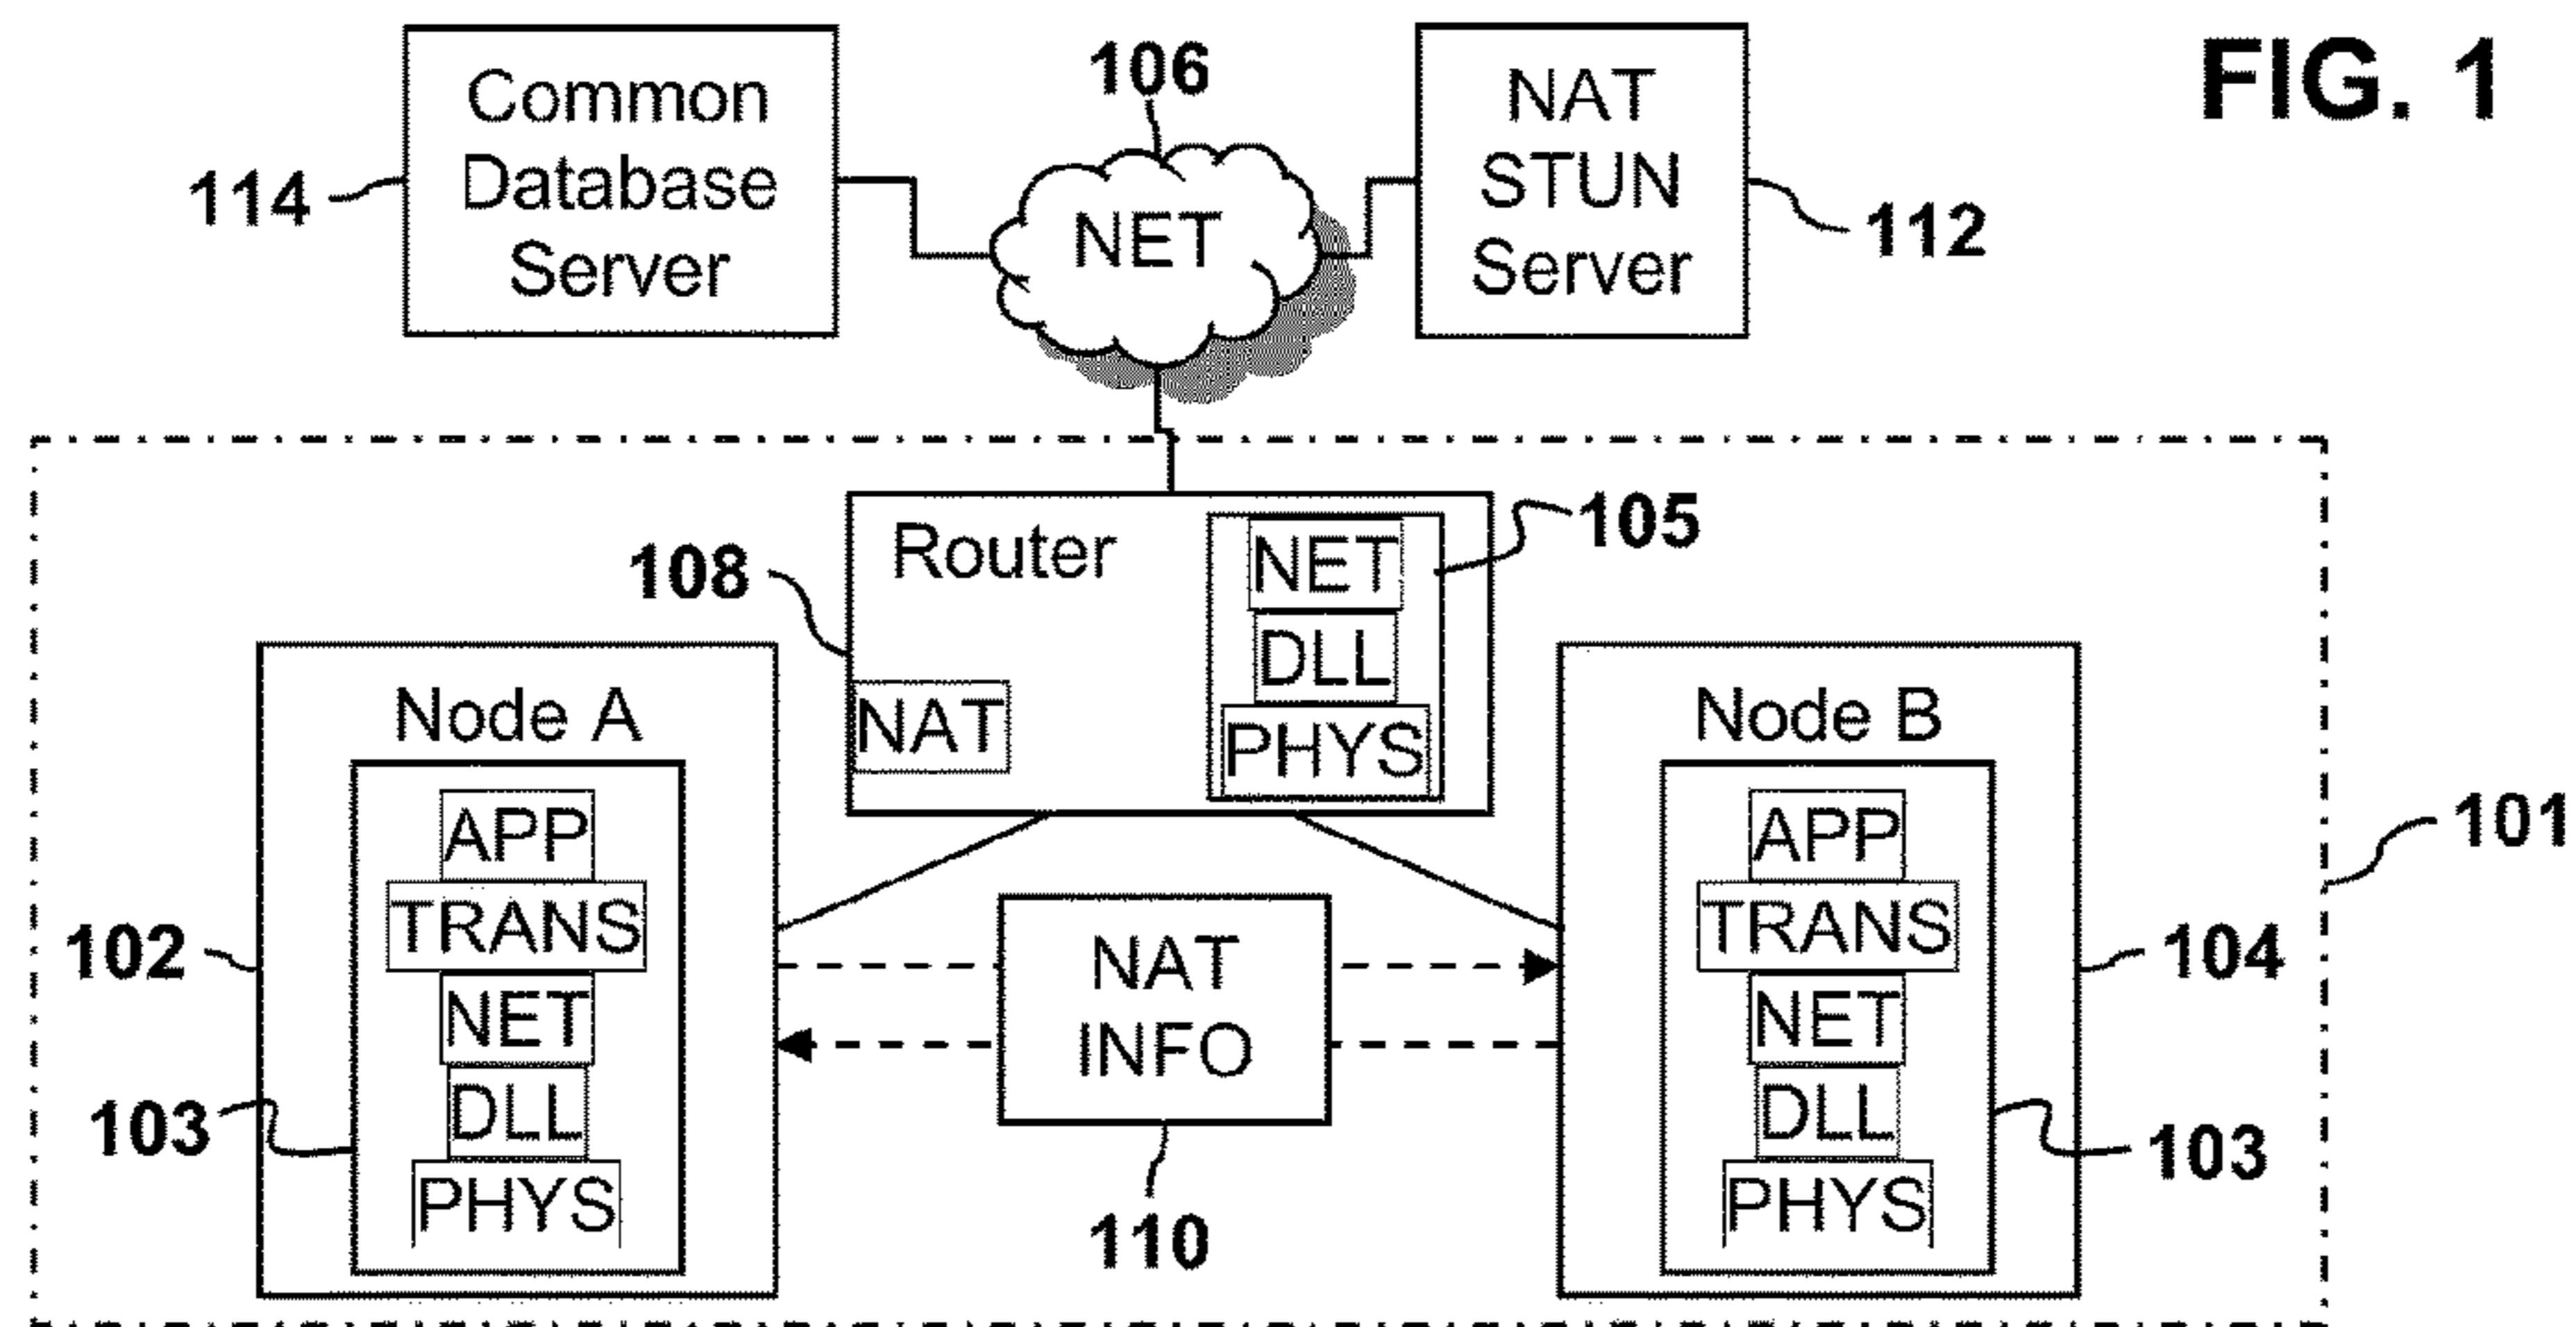 FIG. 1
Common
Database
Server
114
106
NET
NAT
STUN
Server
112
Router
NAT
NET
DLL
PHYS
105
108
Node A
APP
TRANS
NET
DLL
PHYS
102
103
NAT
INFO
110
Node B
APP
TRANS
NET
DLL
PHYS
104
103
101